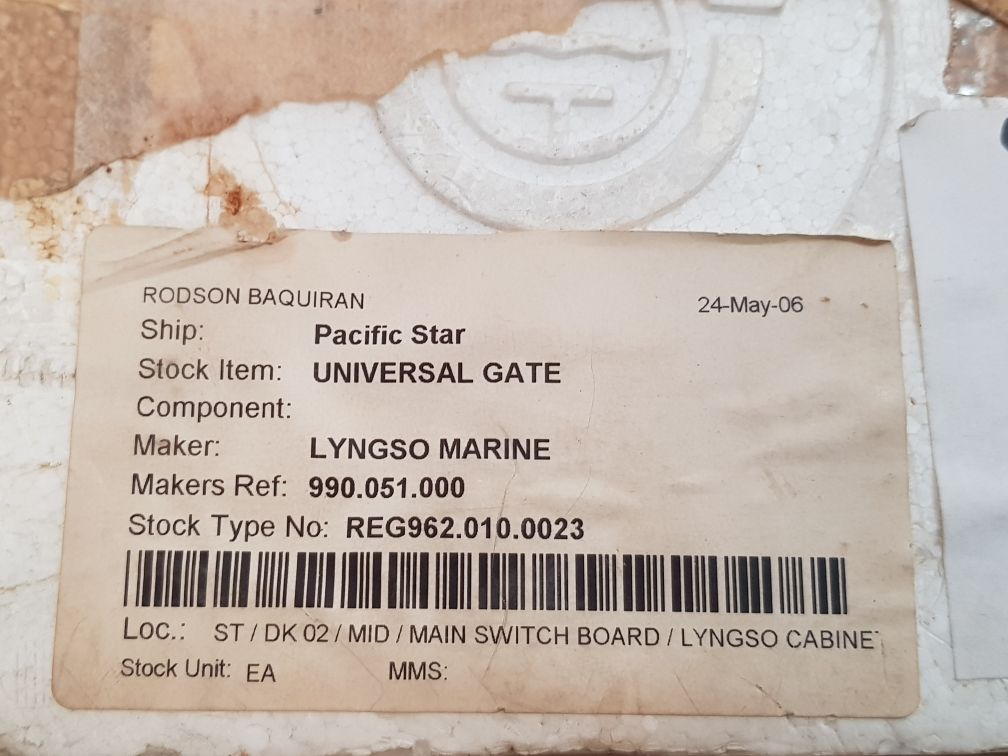 RODSON BAQUIRAN 24-May-06
Ship: Pacific Star
Stock Item: UNIVERSAL GATE
Component:
Maker: LYNGSO MARINE
Makers Ref: 990.051.000
Stock Type No: REG962.010.0023
Loc.: ST / DK 02 / MID / MAIN SWITCH BOARD / LYNGSO CABINET
Stock Unit: EA MMS: